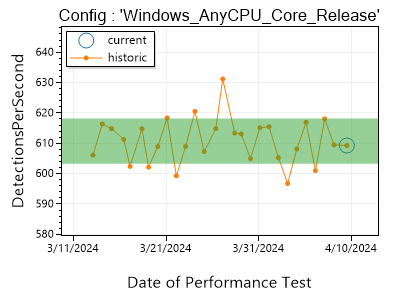 Config : 'Windows_AnyCPU_Core_Release'
current
historic
DetectionsPerSecond
640
630
620
610
600
590
580
3/11/2024 3/21/2024 3/31/2024 4/10/2024
Date of Performance Test